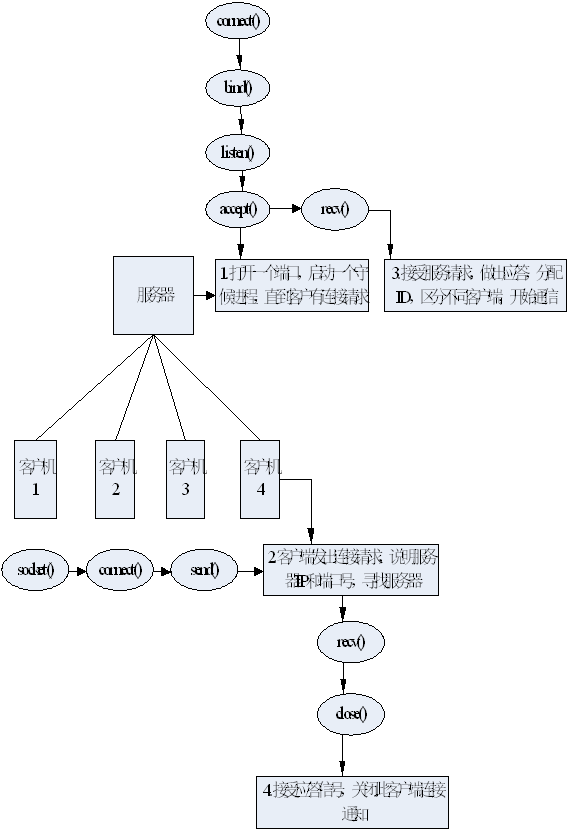 connect()
bind()
listen()
accept()
recv()
服务器
1.打开一个端口，启动一个守
候进程，直到客户有连接请求
3.接受服务请求，做出应答，分配
ID，区分不同客户端，开始通信
客户机
1
客户机
2
客户机
3
客户机
4
socket()
connect()
send()
2.客户端发出连接请求，说明服务
器IP和端口号，寻找服务器
recv()
close()
4.接受应答信号，关闭此客户端连接
通知